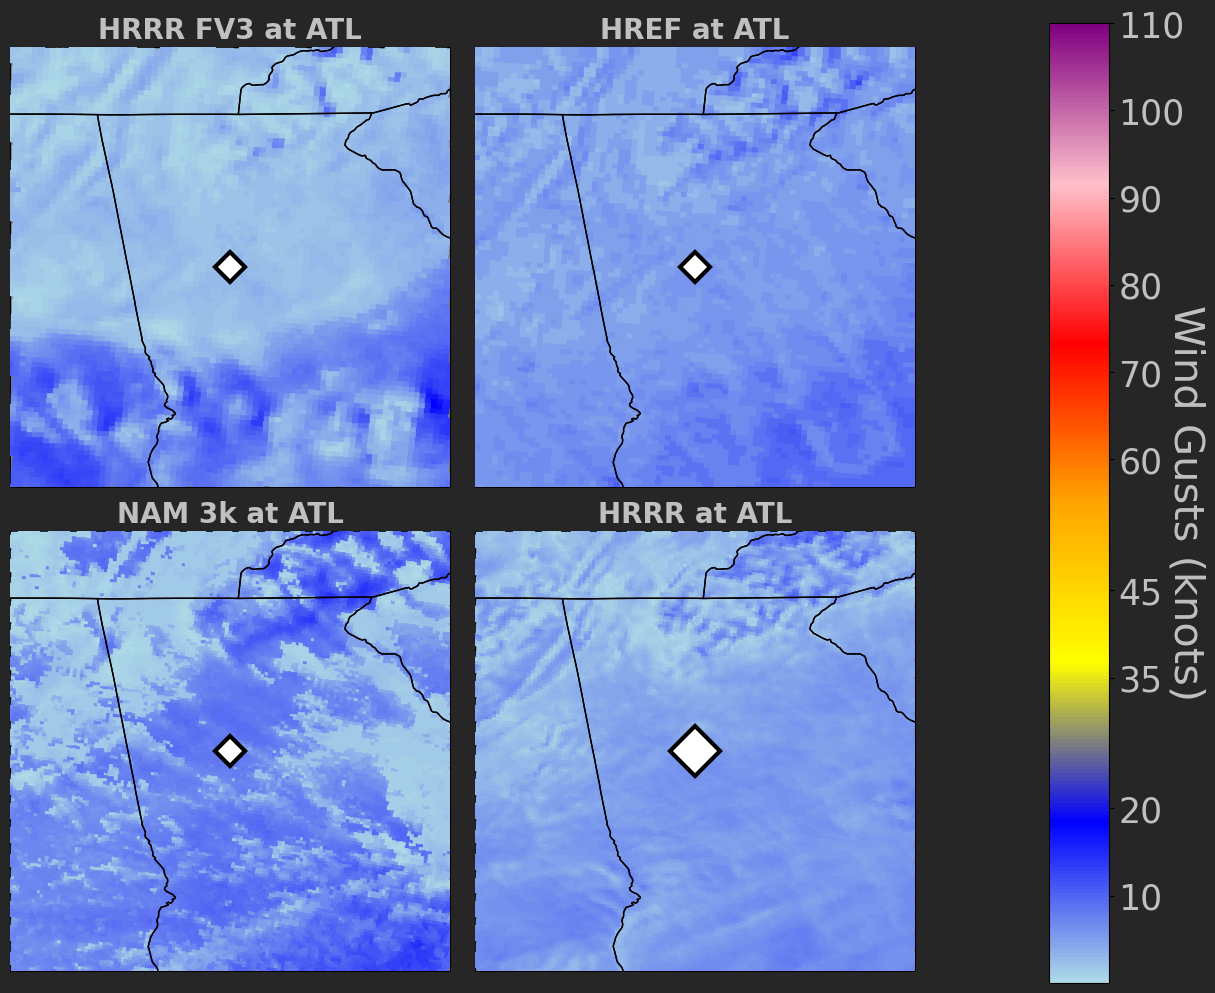 HRRR FV3 at ATL
HREF at ATL
NAM 3k at ATL
HRRR at ATL
110
100
90
80
70
60
45
35
20
10
Wind Gusts (knots)